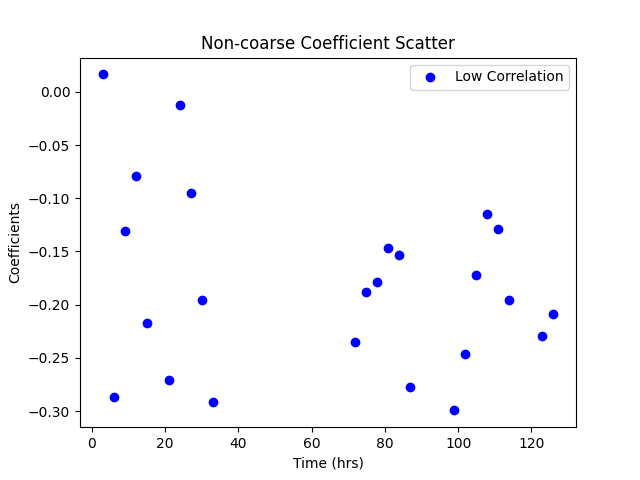 Non-coarse Coefficient Scatter
Low Correlation
0.00
−0.05
−0.10
−0.15
−0.20
−0.25
−0.30
Coefficients
0 20 40 60 80 100 120
Time (hrs)